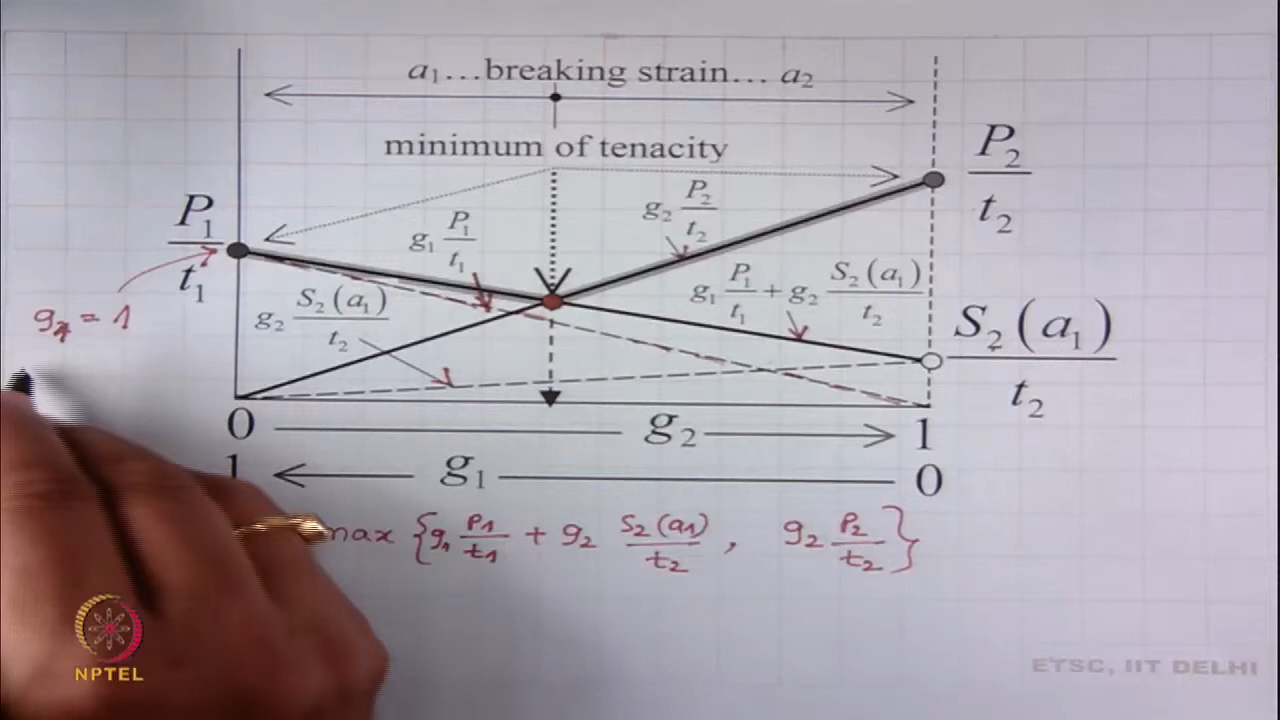 a₁...breaking strain... a₂
minimum of tenacity
P₁/t₁
g₁ P₁/t₁
g₂ P₂/t₂
P₂/t₂
g₂ S₂(a₁)/t₂
g₁ P₁/t₁ + g₂ S₂(a₁)/t₂
S₂(a₁)/t₂
= 1
0 g₂ 1
1 g₁ 0
max {g₁ P₁/t₁ + g₂ S₂(a₁)/t₂ , g₂ P₂/t₂}
NPTEL
ETSC, IIT DELHI